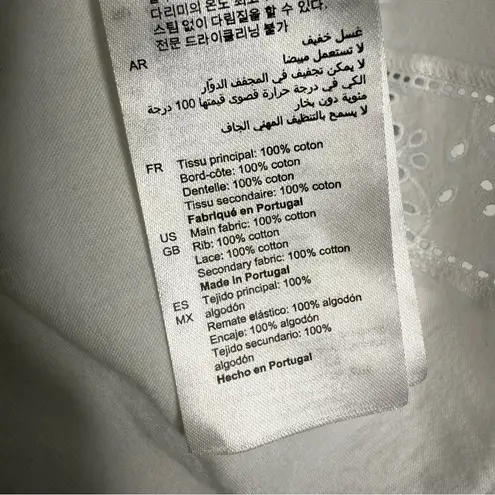 다리미의 온도 최고
스팀 없이 다림질을 할 수 있다.
전문 드라이클리닝 불가
AR
غسل خفيف
لا تستعمل مبيضا
لا يمكن تجفيف في المجفف الدوّار
الكي في درجة حرارة قصوى قيمتها 100 درجة
مئوية دون بخار
لا يسمح بالتنظيف المهني الجاف
FR Tissu principal: 100% coton
Bord-côte: 100% coton
Dentelle: 100% coton
Tissu secondaire: 100% coton
Fabriqué en Portugal
US Main fabric: 100% cotton
GB Rib: 100% cotton
Lace: 100% cotton
Secondary fabric: 100% cotton
Made in Portugal
ES Tejido principal: 100%
MX algodón
Remate elástico: 100% algodón
Encaje: 100% algodón
Tejido secundario: 100%
algodón
Hecho en Portugal